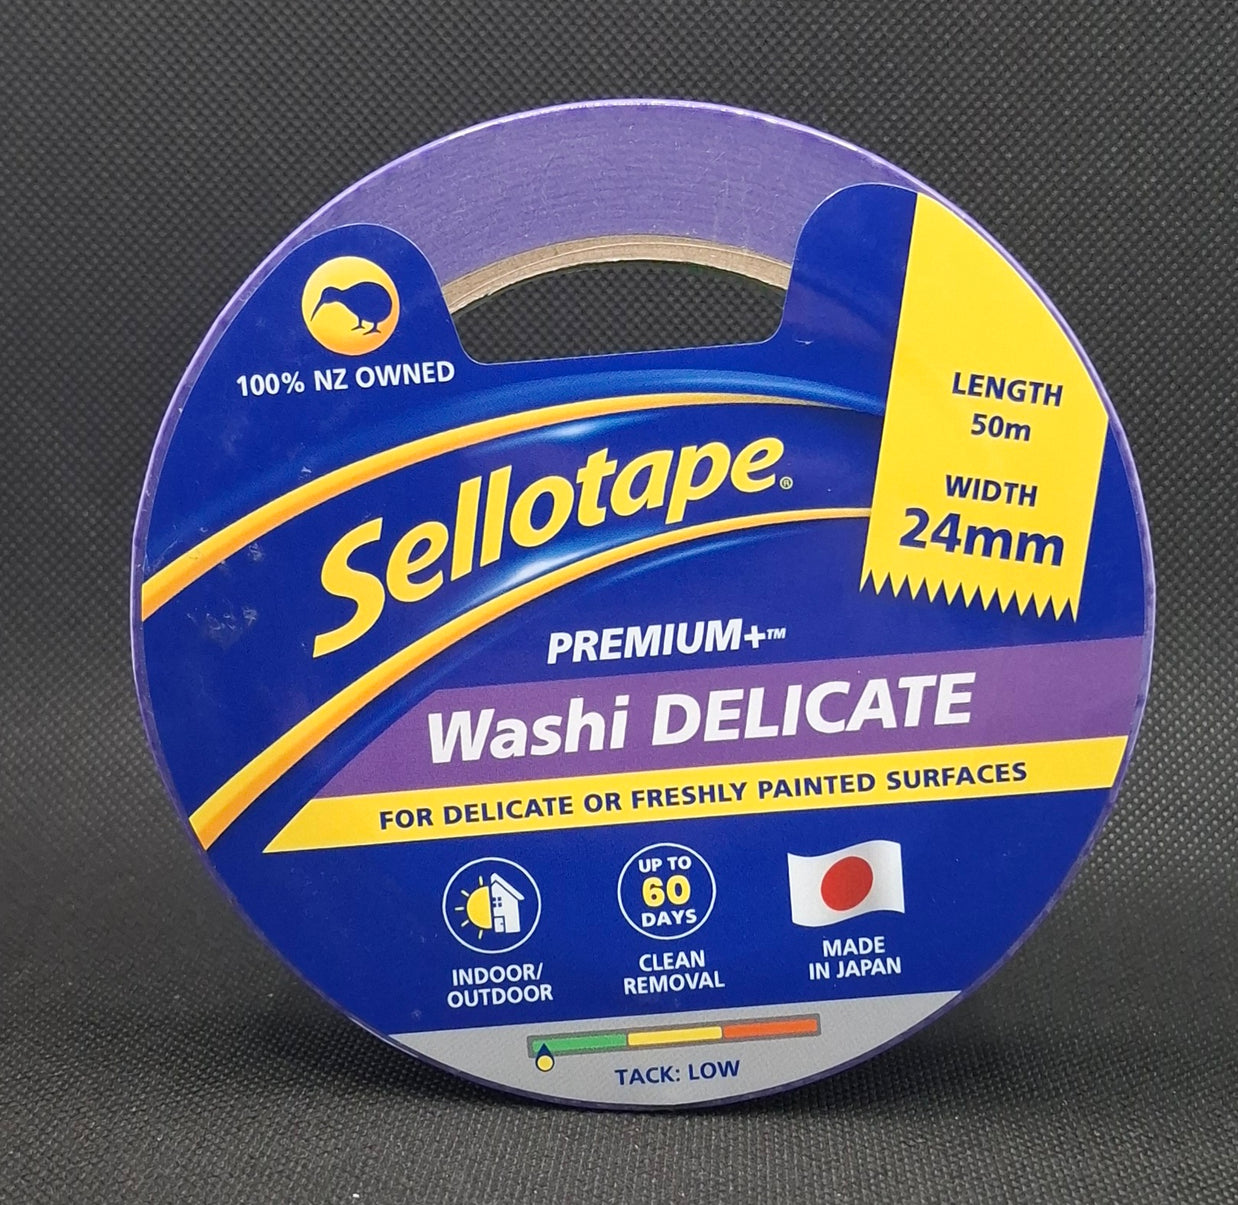 100% NZ OWNED
Sellotape®
LENGTH
50m
WIDTH
24mm
PREMIUM+™
Washi DELICATE
FOR DELICATE OR FRESHLY PAINTED SURFACES
INDOOR/
OUTDOOR
UP TO
60
DAYS
CLEAN
REMOVAL
MADE
IN JAPAN
TACK: LOW